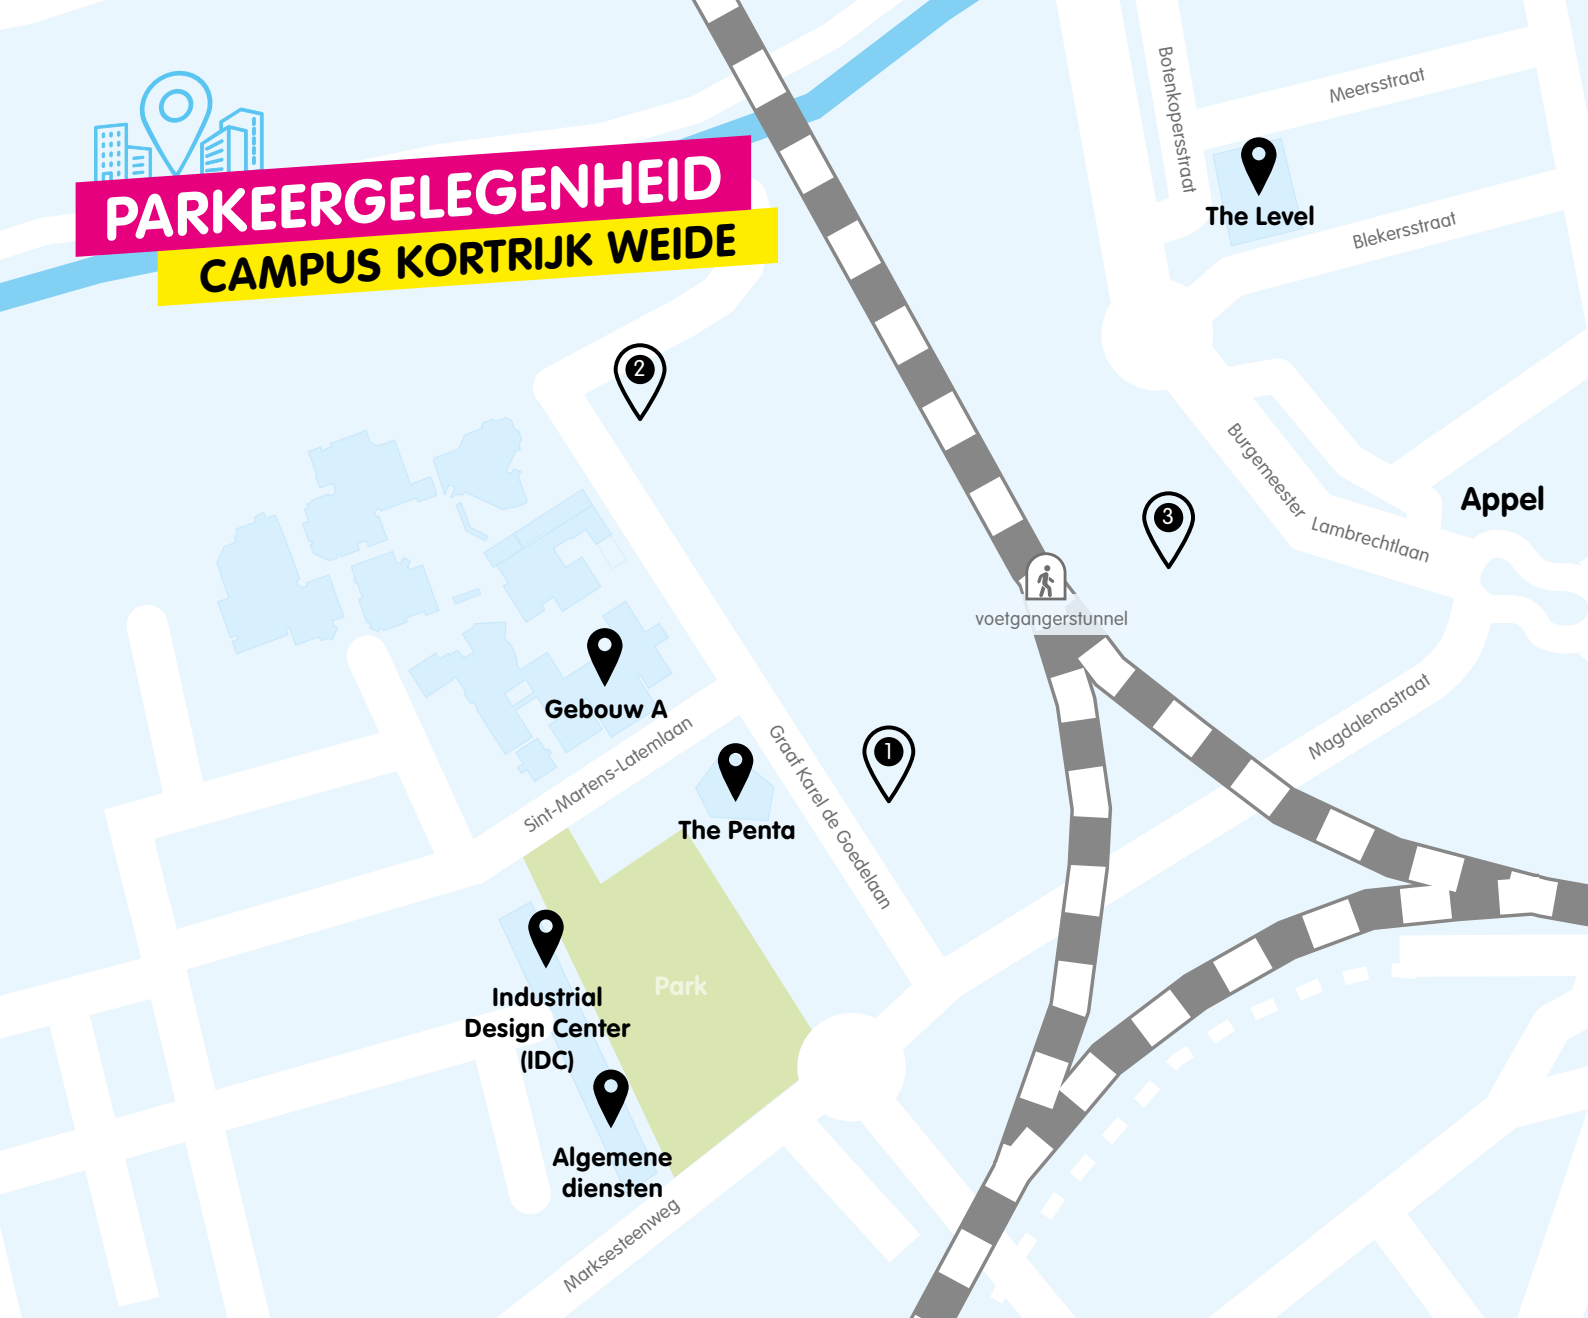 PARKEERGELEGENHEID
CAMPUS KORTRIJK WEIDE
Botenkopersstraat
Meersstraat
The Level
Blekersstraat
2
Burgemeester
Lambrechtlaan
Appel
3
voetgangerstunnel
Gebouw A
Sint-Martens-Latemlaan
Graaf Karel de Goedelaan
1
Magdalenastraat
The Penta
Park
Industrial
Design Center
(IDC)
Algemene
diensten
Marksesteenweg